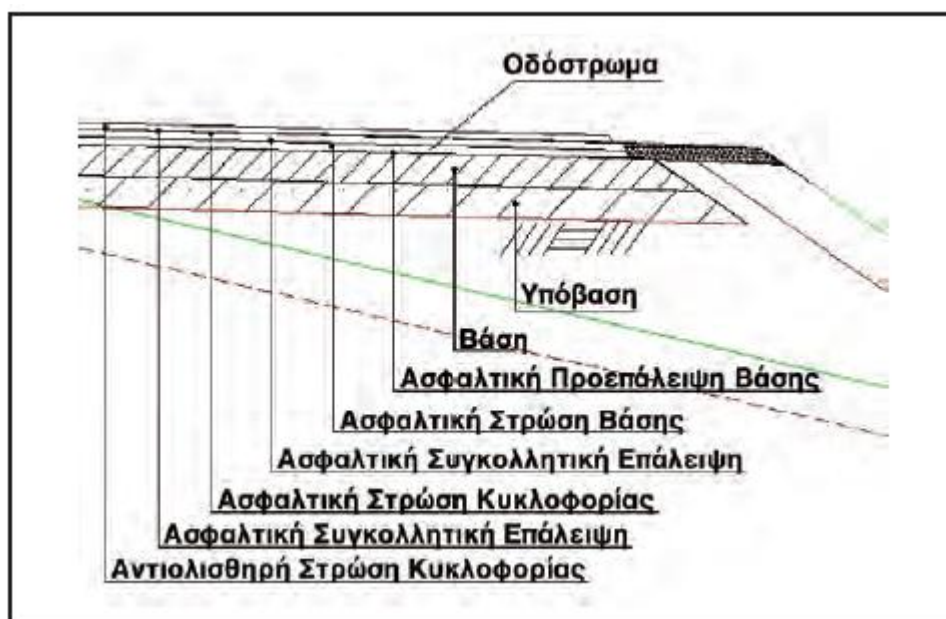 Οδόστρωμα
Υπόβαση
Βάση
Ασφαλτική Προεπάλειψη Βάσης
Ασφαλτική Στρώση Βάσης
Ασφαλτική Συγκολλητική Επάλειψη
Ασφαλτική Στρώση Κυκλοφορίας
Ασφαλτική Συγκολλητική Επάλειψη
Αντιολισθηρή Στρώση Κυκλοφορίας